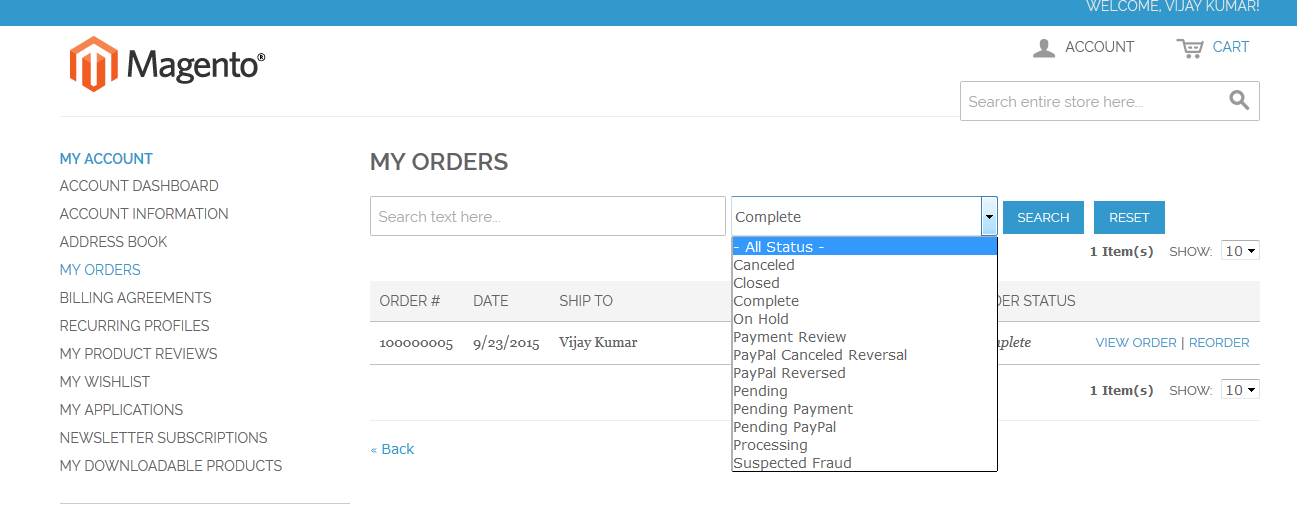 WELCOME, VIJAY KUMAR!
Magento®
ACCOUNT
CART
Search entire store here...
MY ACCOUNT
ACCOUNT DASHBOARD
ACCOUNT INFORMATION
ADDRESS BOOK
MY ORDERS
BILLING AGREEMENTS
RECURRING PROFILES
MY PRODUCT REVIEWS
MY WISHLIST
MY APPLICATIONS
NEWSLETTER SUBSCRIPTIONS
MY DOWNLOADABLE PRODUCTS
MY ORDERS
Search text here...
Complete
SEARCH
RESET
- All Status -
Canceled
Closed
Complete
On Hold
Payment Review
PayPal Canceled Reversal
PayPal Reversed
Pending
Pending Payment
Pending PayPal
Processing
Suspected Fraud
1 Item(s) SHOW: 10
ORDER # DATE SHIP TO DER STATUS
100000005 9/23/2015 Vijay Kumar mplete VIEW ORDER | REORDER
1 Item(s) SHOW: 10
« Back